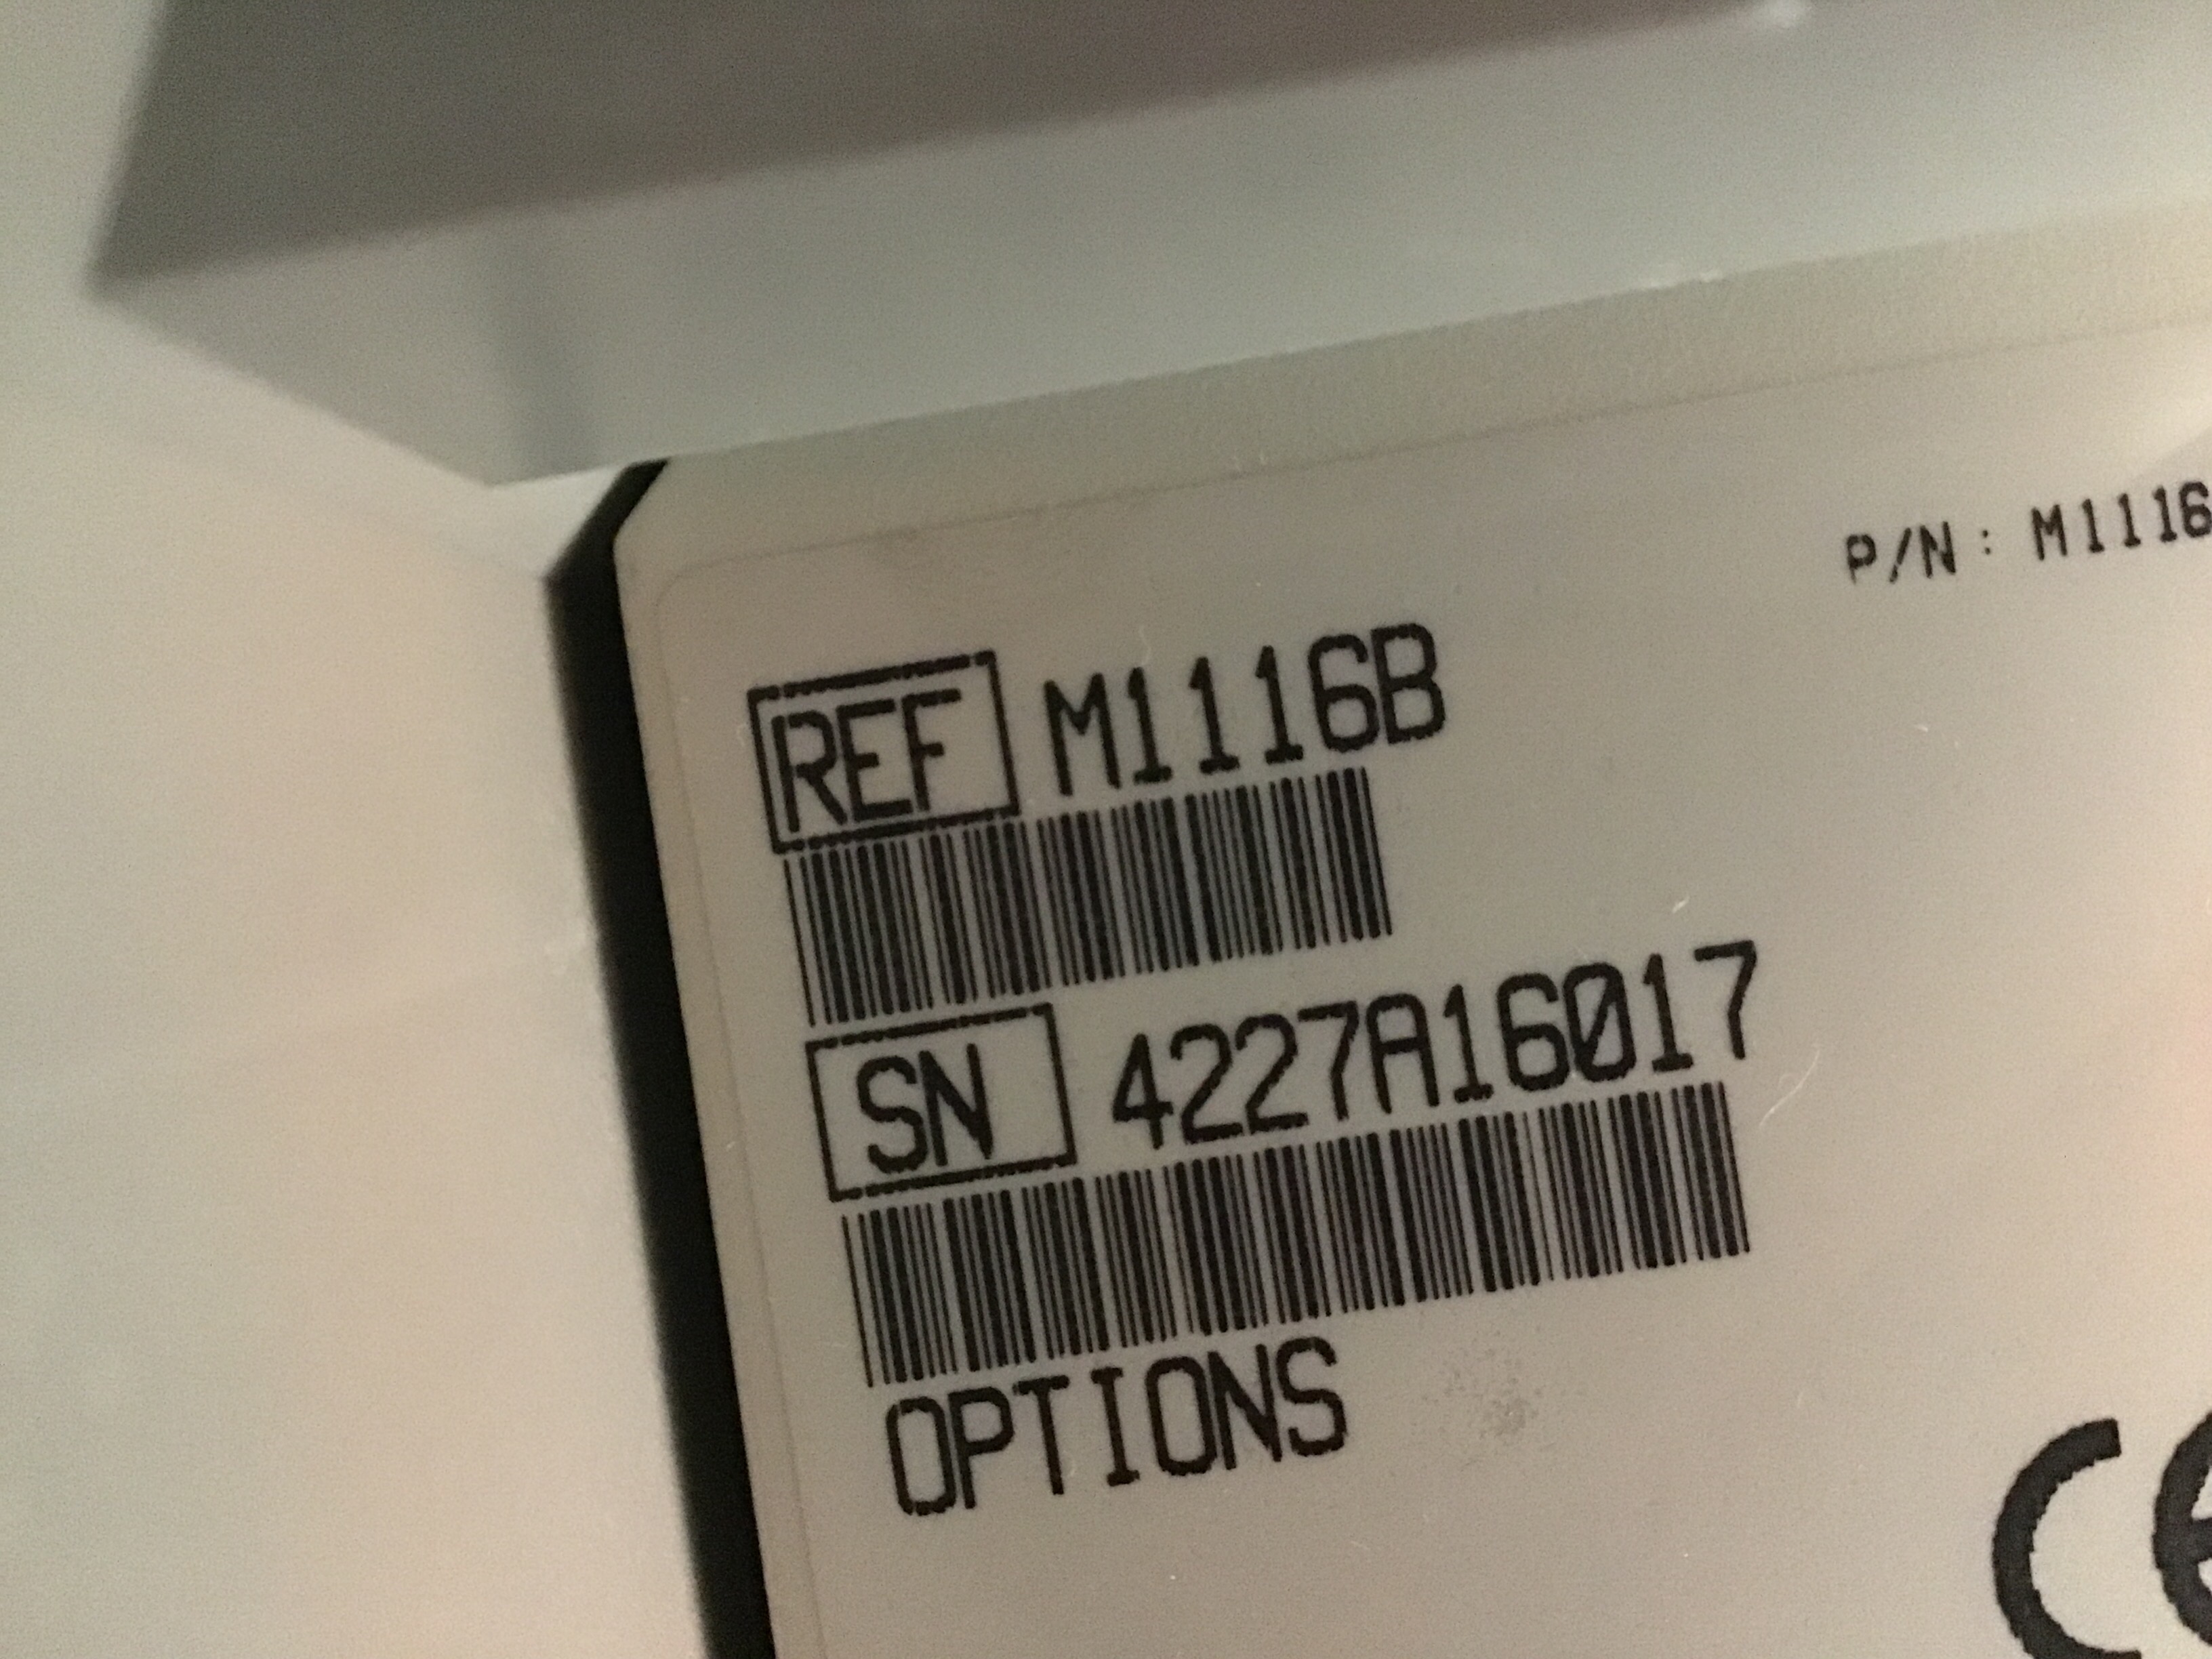 P/N: M1116
REF M1116B
SN 4227A16017
OPTIONS
CE